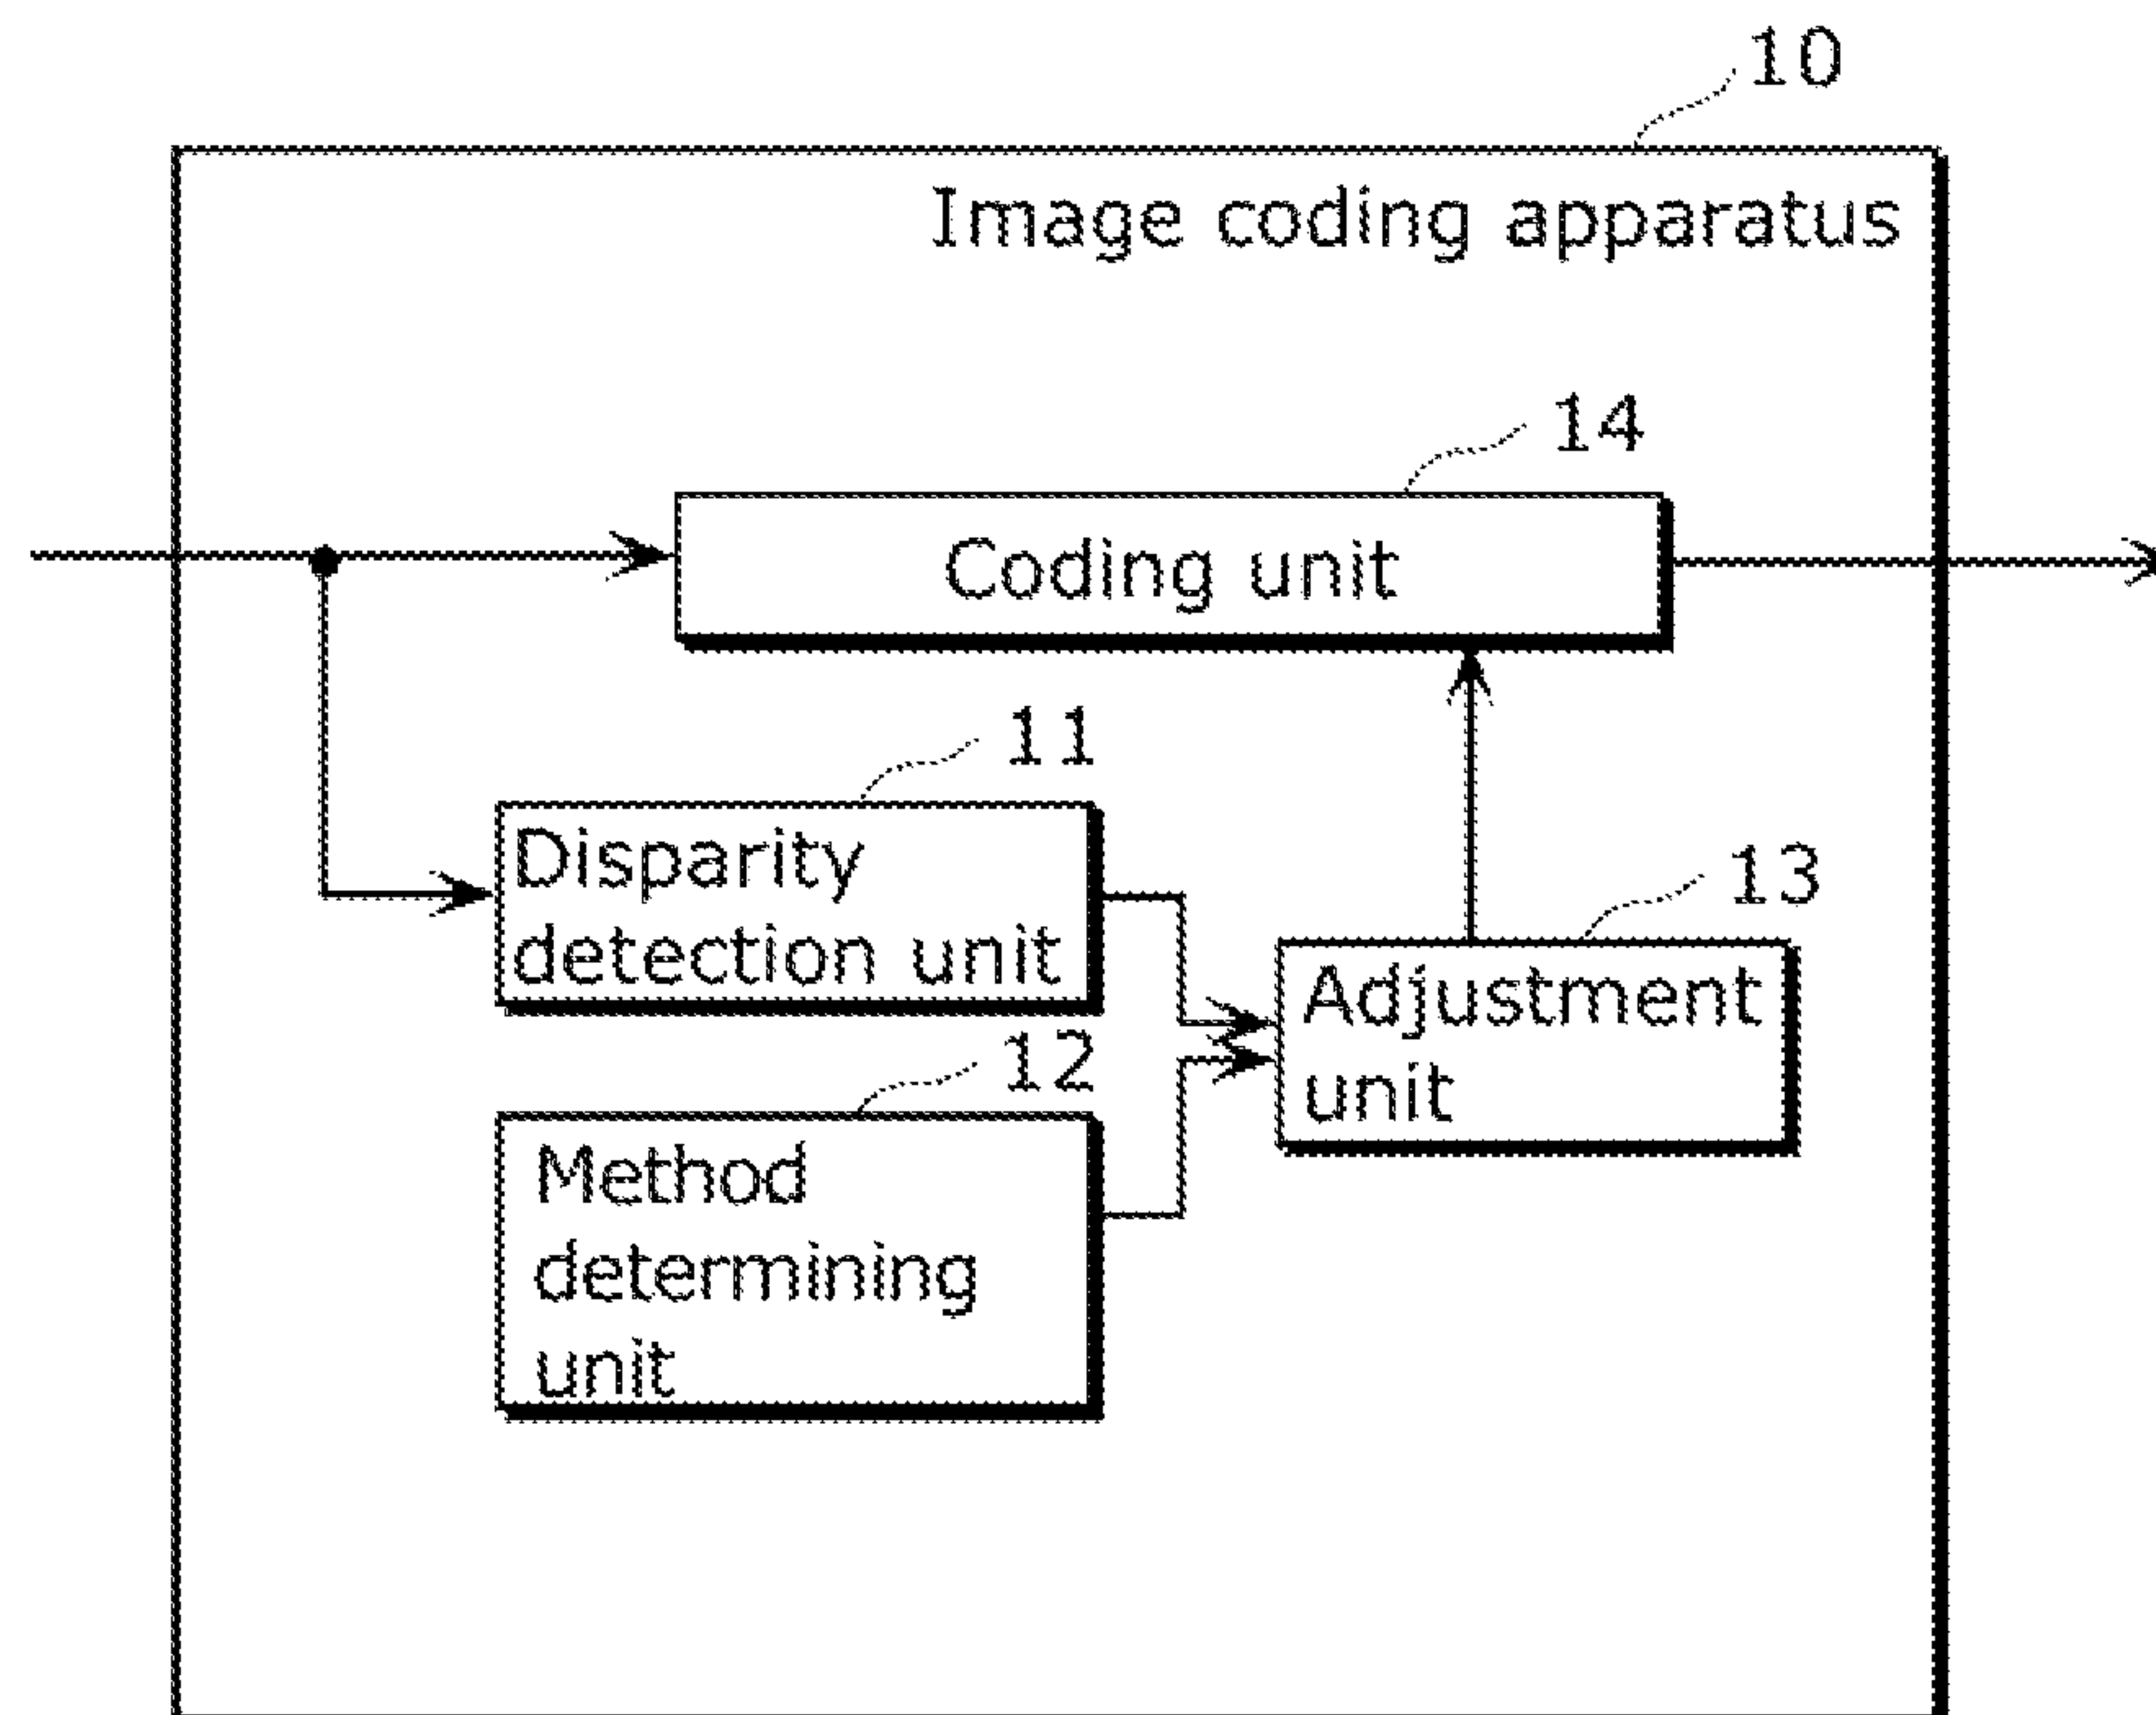 10
Image coding apparatus
14
Coding unit
11
Disparity
detection unit
13
Adjustment
unit
12
Method
determining
unit